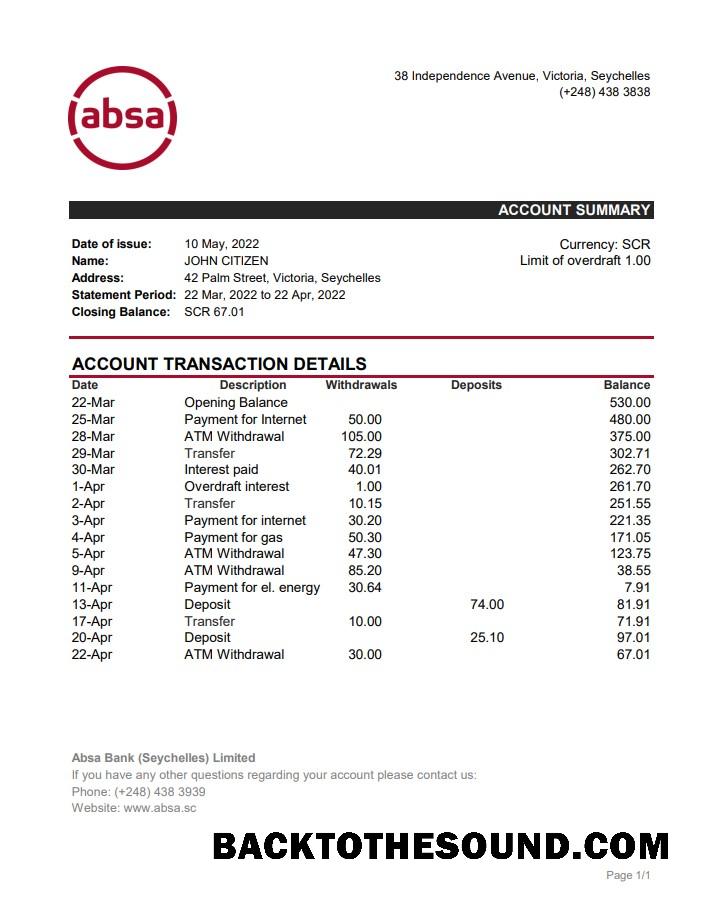 absa
38 Independence Avenue, Victoria, Seychelles
(+248) 438 3838
ACCOUNT SUMMARY
Date of issue: 10 May, 2022 Currency: SCR
Name: JOHN CITIZEN Limit of overdraft 1.00
Address: 42 Palm Street, Victoria, Seychelles
Statement Period: 22 Mar, 2022 to 22 Apr, 2022
Closing Balance: SCR 67.01
ACCOUNT TRANSACTION DETAILS
Date Description Withdrawals Deposits Balance
22-Mar Opening Balance 530.00
25-Mar Payment for Internet 50.00 480.00
28-Mar ATM Withdrawal 105.00 375.00
29-Mar Transfer 72.29 302.71
30-Mar Interest paid 40.01 262.70
1-Apr Overdraft interest 1.00 261.70
2-Apr Transfer 10.15 251.55
3-Apr Payment for internet 30.20 221.35
4-Apr Payment for gas 50.30 171.05
5-Apr ATM Withdrawal 47.30 123.75
9-Apr ATM Withdrawal 85.20 38.55
11-Apr Payment for el. energy 30.64 7.91
13-Apr Deposit 74.00 81.91
17-Apr Transfer 10.00 71.91
20-Apr Deposit 25.10 97.01
22-Apr ATM Withdrawal 30.00 67.01
Absa Bank (Seychelles) Limited
If you have any other questions regarding your account please contact us:
Phone: (+248) 438 3939
Website: www.absa.sc
BACKTOTHESOUND.COM
Page 1/1